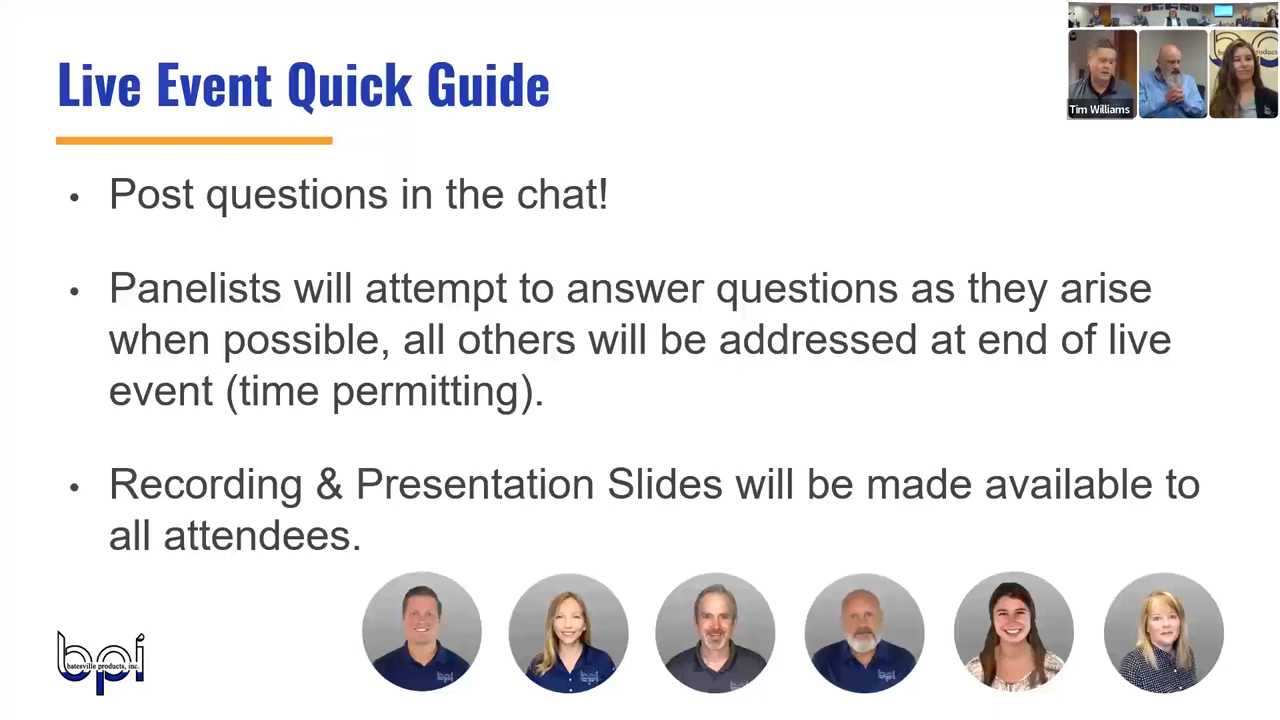 Live Event Quick Guide
Tim Williams
• Post questions in the chat!
• Panelists will attempt to answer questions as they arise
when possible, all others will be addressed at end of live
event (time permitting).
• Recording & Presentation Slides will be made available to
all attendees.
bpi
batesville products, inc.